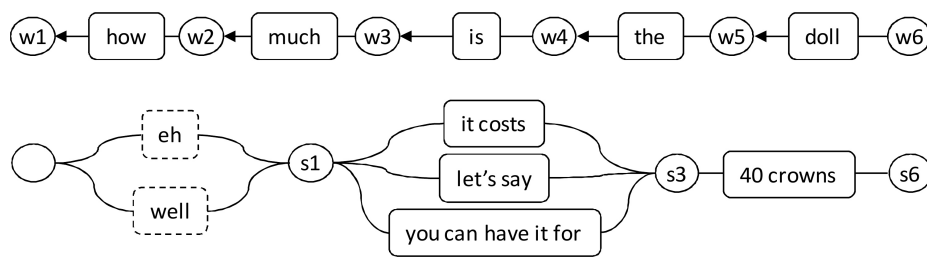 w1 how w2 much w3 is w4 the w5 doll w6
eh
well
s1
it costs
let's say
you can have it for
s3 40 crowns s6